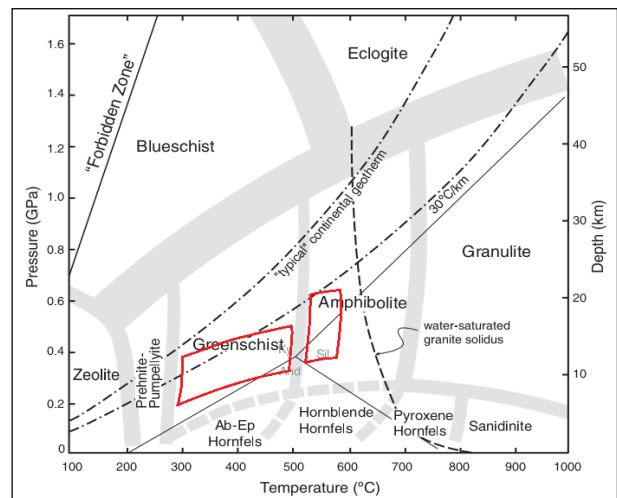 1.6
1.4
1.2
1.0
0.8
0.6
0.4
0.2
0
Pressure (GPa)
50
40
30
20
10
Depth (km)
100
200
300
400
500
600
700
800
900
1000
Temperature (ºC)
"Forbidden Zone"
Eclogite
Blueschist
"typical" continental geotherm
30°C/km
Granulite
Amphibolite
Greenschist
Ky
And
Sil
Zeolite
Prehnite-
Pumpellyite
water-saturated
granite solidus
Ab-Ep
Hornfels
Hornblende
Hornfels
Pyroxene
Hornfels
Sanidinite